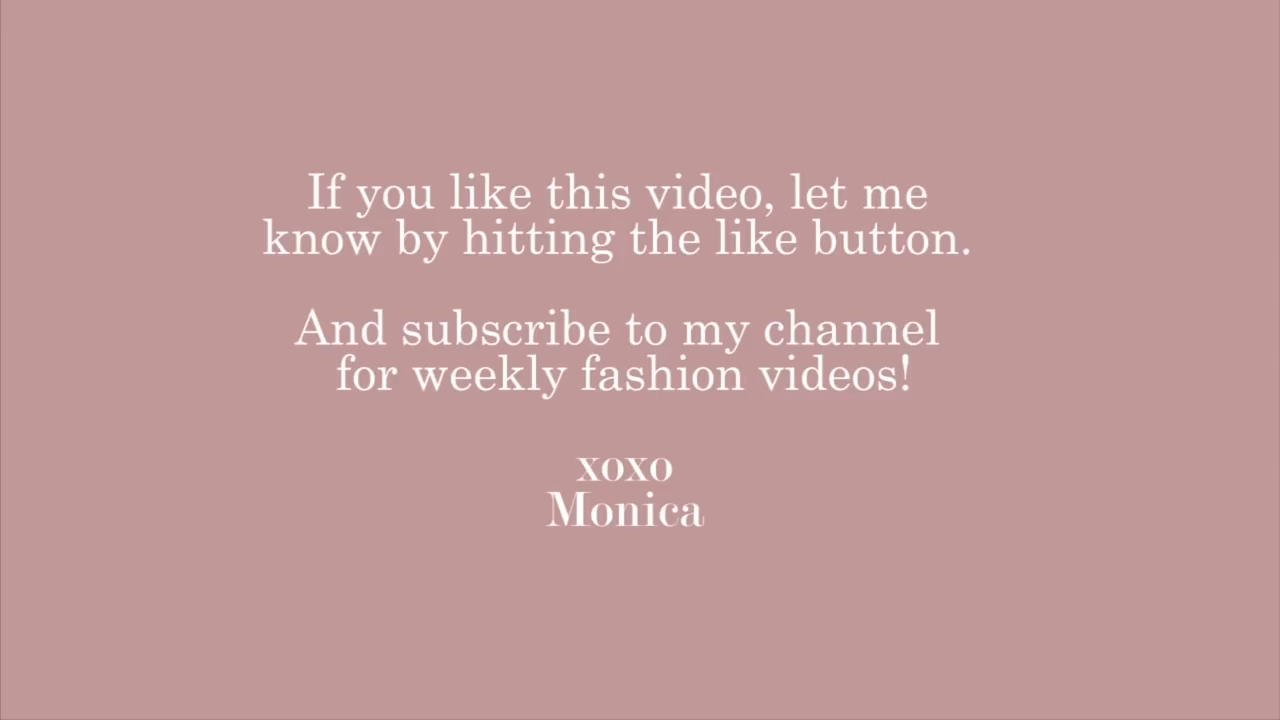 If you like this video, let me
know by hitting the like button.
And subscribe to my channel
for weekly fashion videos!
xoxo
Monica